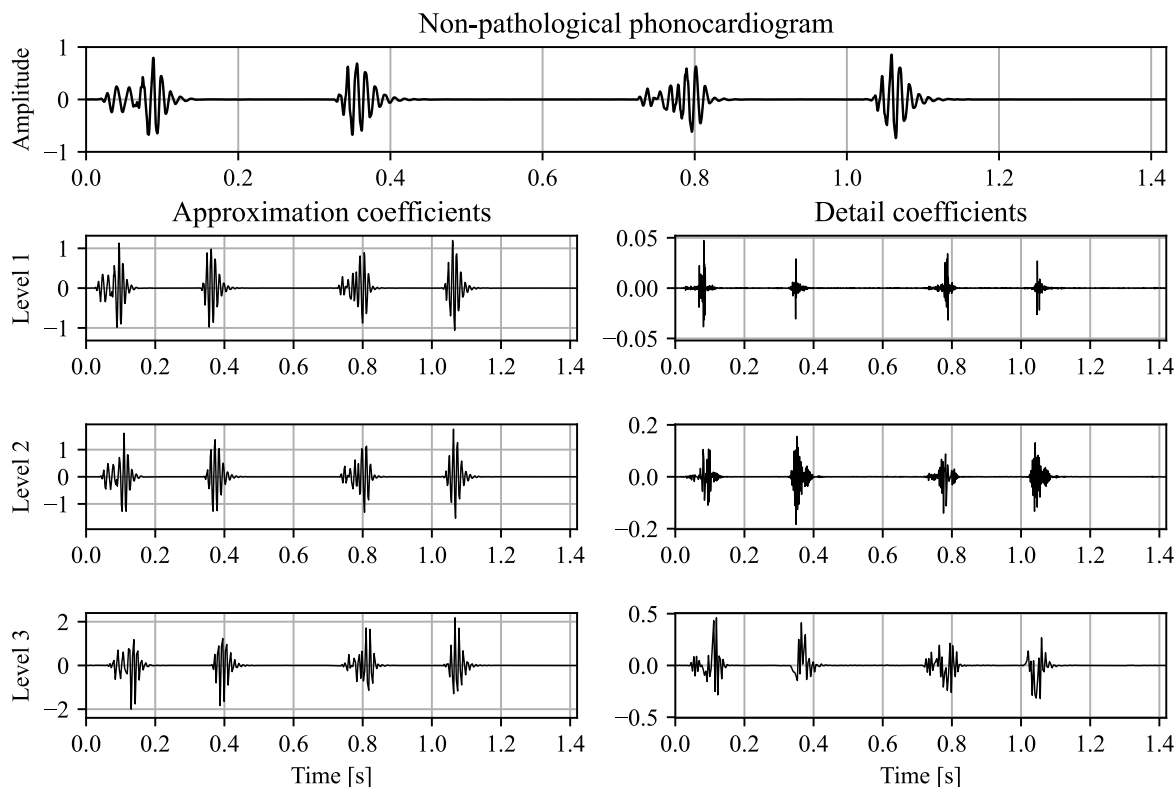 Non-pathological phonocardiogram
Amplitude
1
0
−1
0.0 0.2 0.4 0.6 0.8 1.0 1.2 1.4
Approximation coefficients Detail coefficients
Level 1
1
0
−1
0.0 0.2 0.4 0.6 0.8 1.0 1.2 1.4
0.05
0.00
−0.05
0.0 0.2 0.4 0.6 0.8 1.0 1.2 1.4
Level 2
1
0
−1
0.0 0.2 0.4 0.6 0.8 1.0 1.2 1.4
0.2
0.0
−0.2
0.0 0.2 0.4 0.6 0.8 1.0 1.2 1.4
Level 3
2
0
−2
0.0 0.2 0.4 0.6 0.8 1.0 1.2 1.4
Time [s]
0.5
0.0
−0.5
0.0 0.2 0.4 0.6 0.8 1.0 1.2 1.4
Time [s]